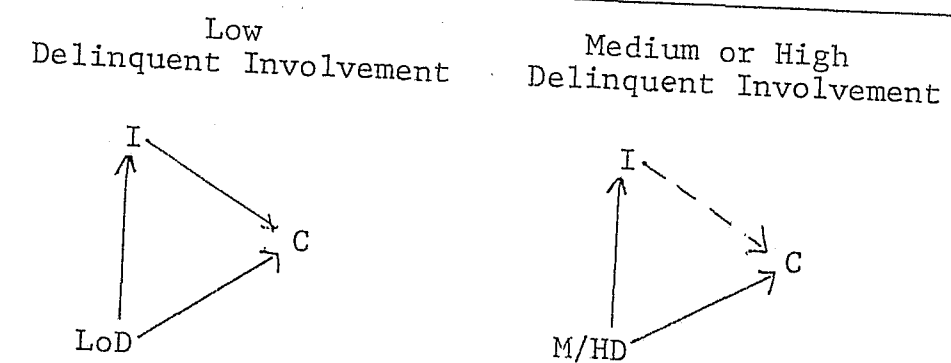 Low
Delinquent Involvement
Medium or High
Delinquent Involvement
I
C
LoD
I
C
M/HD